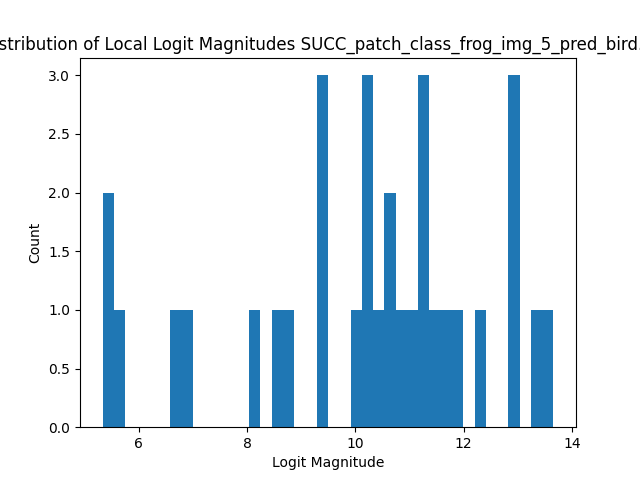 stribution of Local Logit Magnitudes SUCC_patch_class_frog_img_5_pred_bird.
3.0
2.5
2.0
1.5
1.0
0.5
0.0
Count
6 8 10 12 14
Logit Magnitude